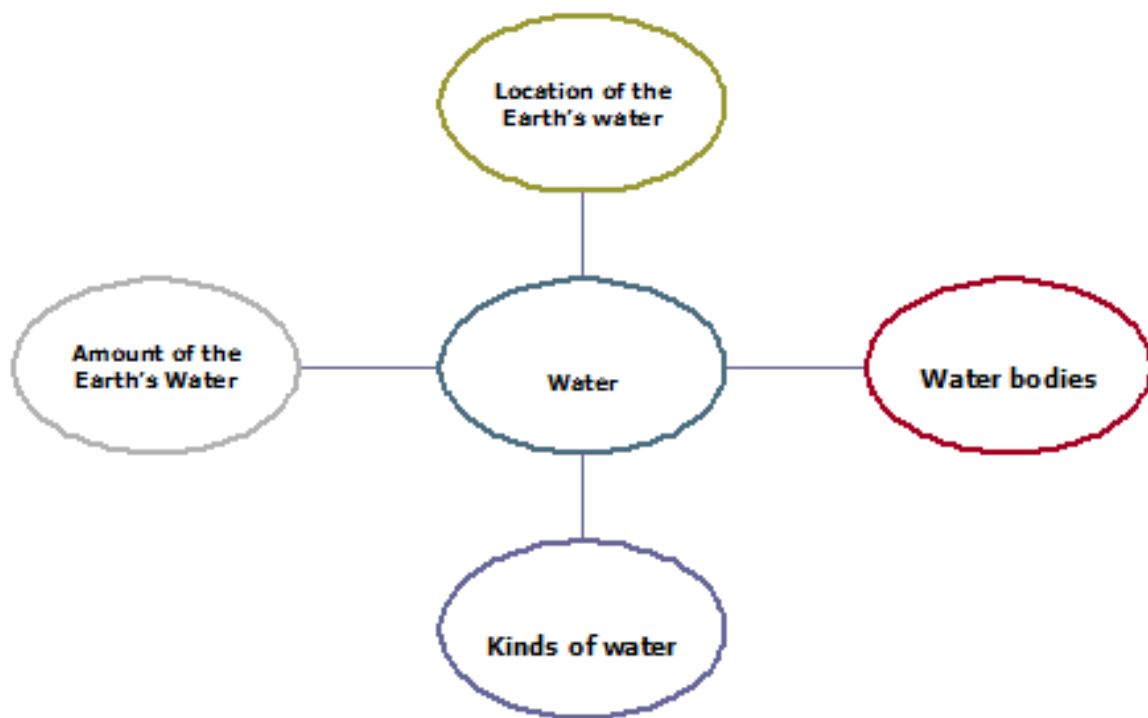 Location of the
Earth's water
Amount of the
Earth's Water
Water
Water bodies
Kinds of water